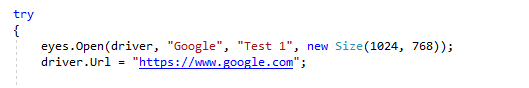 try
{
eyes.Open(driver, "Google", "Test 1", new Size(1024, 768));
driver.Url = "https://www.google.com";